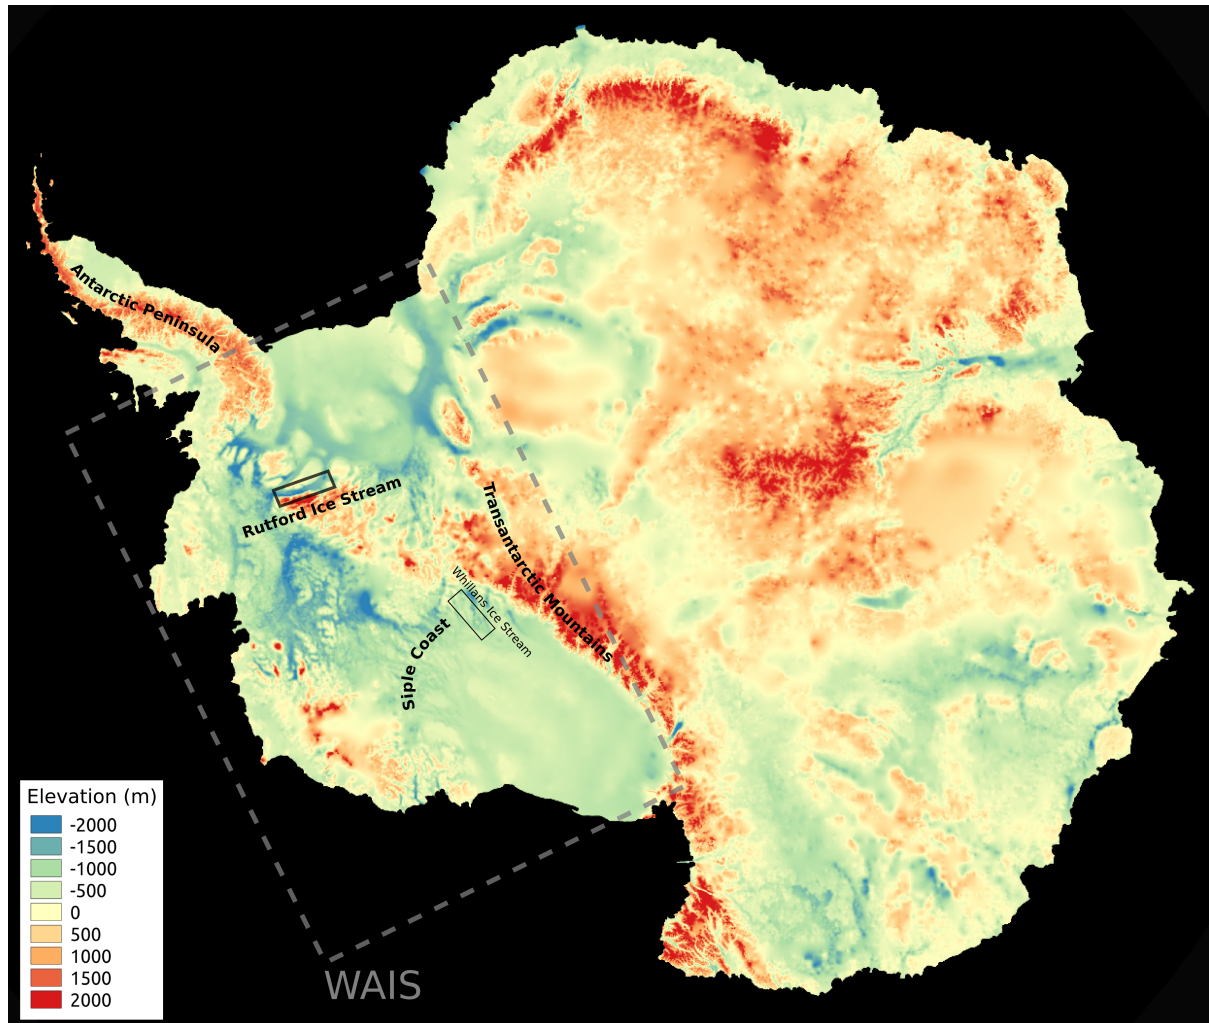 Antarctic Peninsula
Rutford Ice Stream
Transantarctic Mountains
Whillans Ice Stream
Siple Coast
Elevation (m)
-2000
-1500
-1000
-500
0
500
1000
1500
2000
WAIS